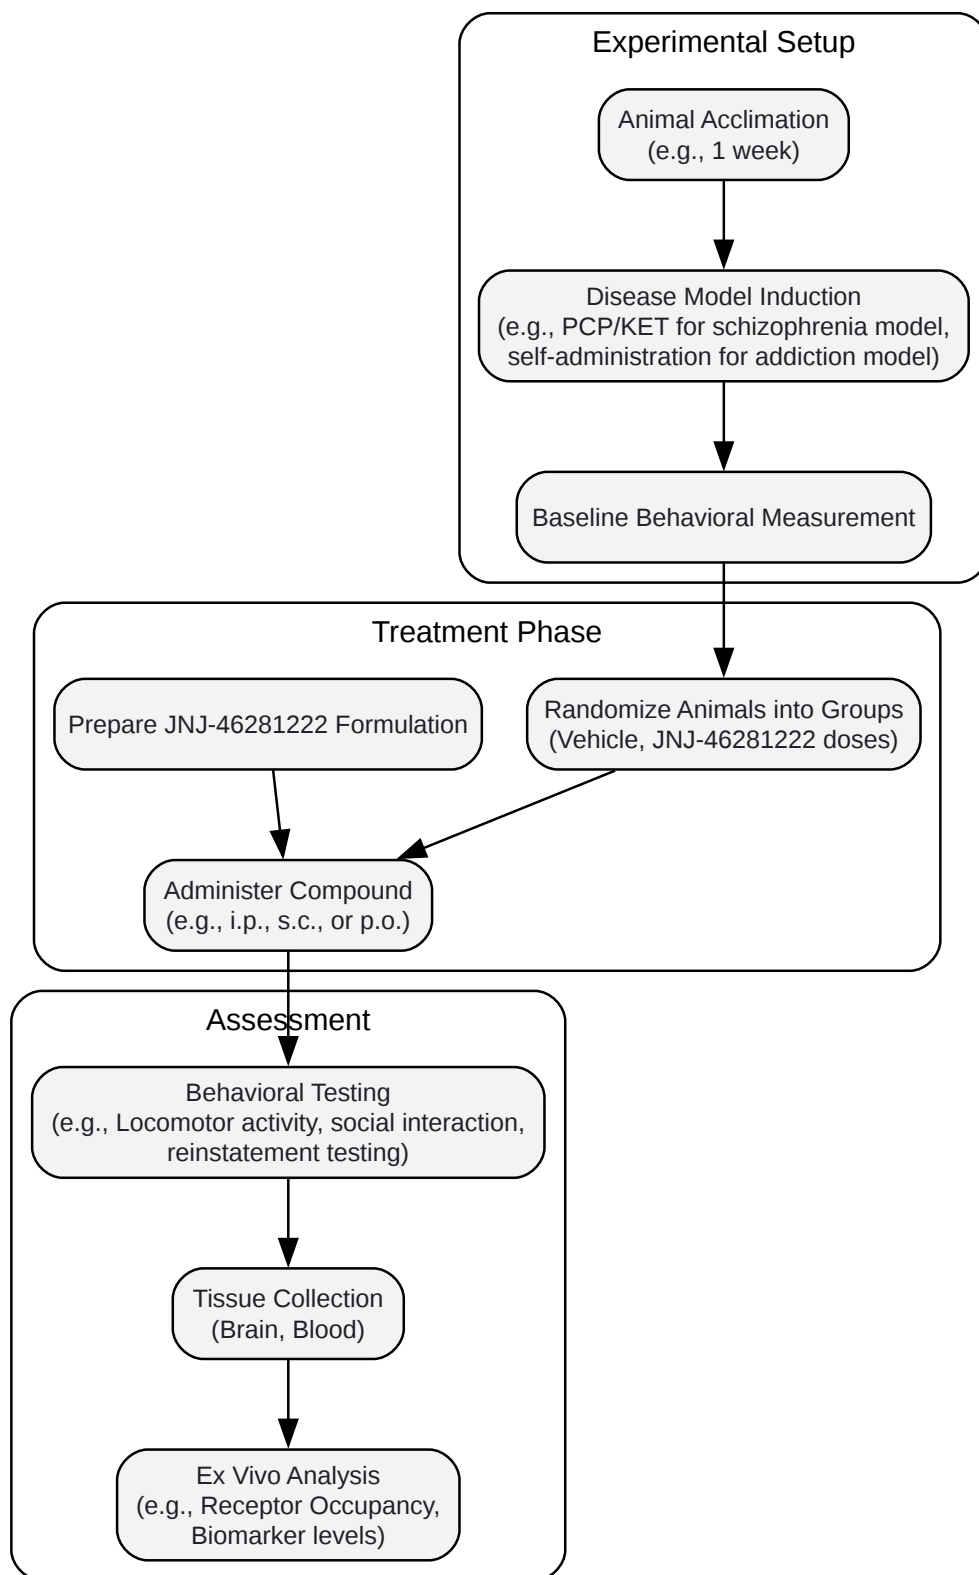 Experimental Setup
Animal Acclimation
(e.g., 1 week)
Disease Model Induction
(e.g., PCP/KET for schizophrenia model,
self-administration for addiction model)
Baseline Behavioral Measurement
Treatment Phase
Prepare JNJ-46281222 Formulation
Randomize Animals into Groups
(Vehicle, JNJ-46281222 doses)
Administer Compound
(e.g., i.p., s.c., or p.o.)
Assessment
Behavioral Testing
(e.g., Locomotor activity, social interaction,
reinstatement testing)
Tissue Collection
(Brain, Blood)
Ex Vivo Analysis
(e.g., Receptor Occupancy,
Biomarker levels)